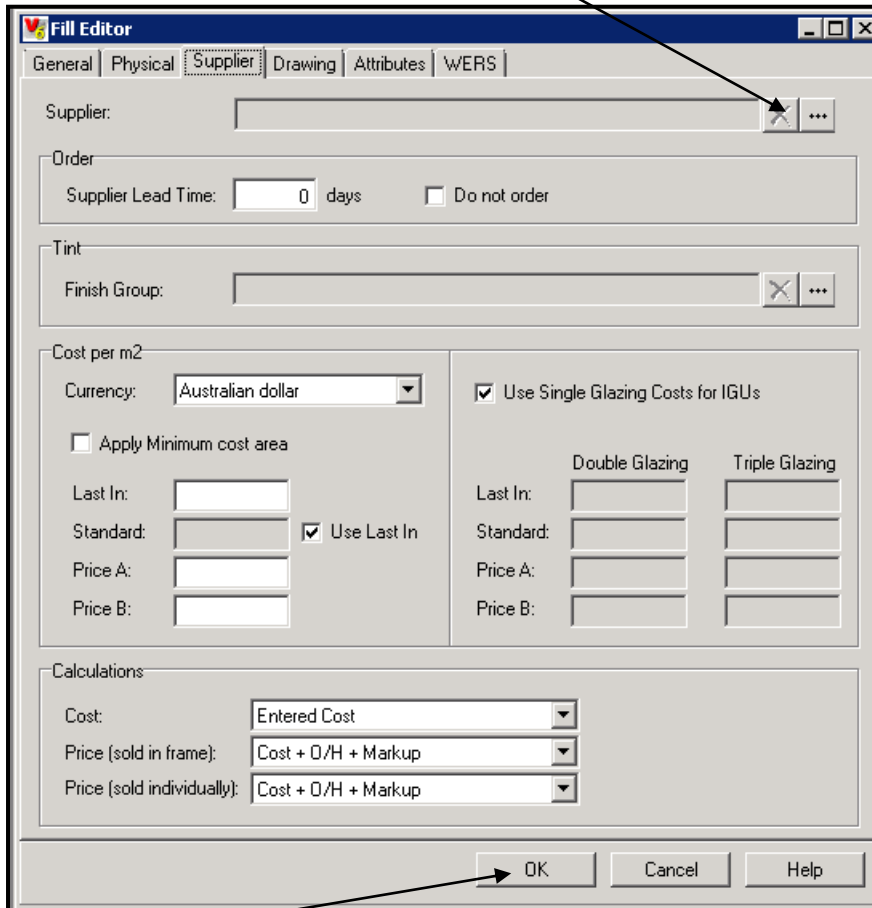 Fill Editor
General Physical Supplier Drawing Attributes WERS
Supplier:
Order
Supplier Lead Time: 0 days Do not order
Tint
Finish Group:
Cost per m2
Currency: Australian dollar Use Single Glazing Costs for IGUs
Apply Minimum cost area
Double Glazing Triple Glazing
Last In: Last In:
Standard: Use Last In Standard:
Price A: Price A:
Price B: Price B:
Calculations
Cost: Entered Cost
Price (sold in frame): Cost + O/H + Markup
Price (sold individually): Cost + O/H + Markup
OK Cancel Help